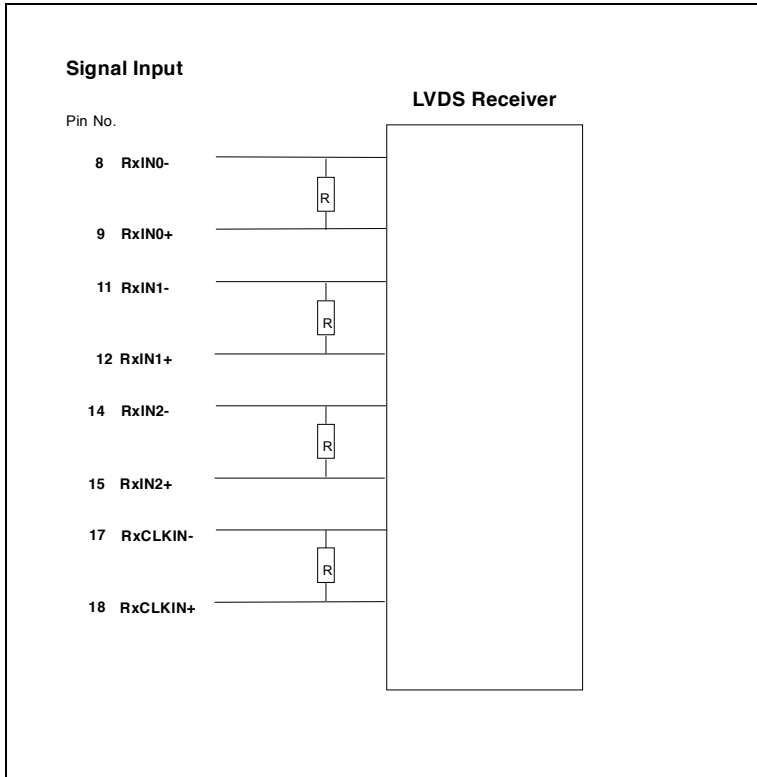 Signal Input
LVDS Receiver
Pin No.
8 RxIN0-
R
9 RxIN0+
11 RxIN1-
R
12 RxIN1+
14 RxIN2-
R
15 RxIN2+
17 RxCLKIN-
R
18 RxCLKIN+